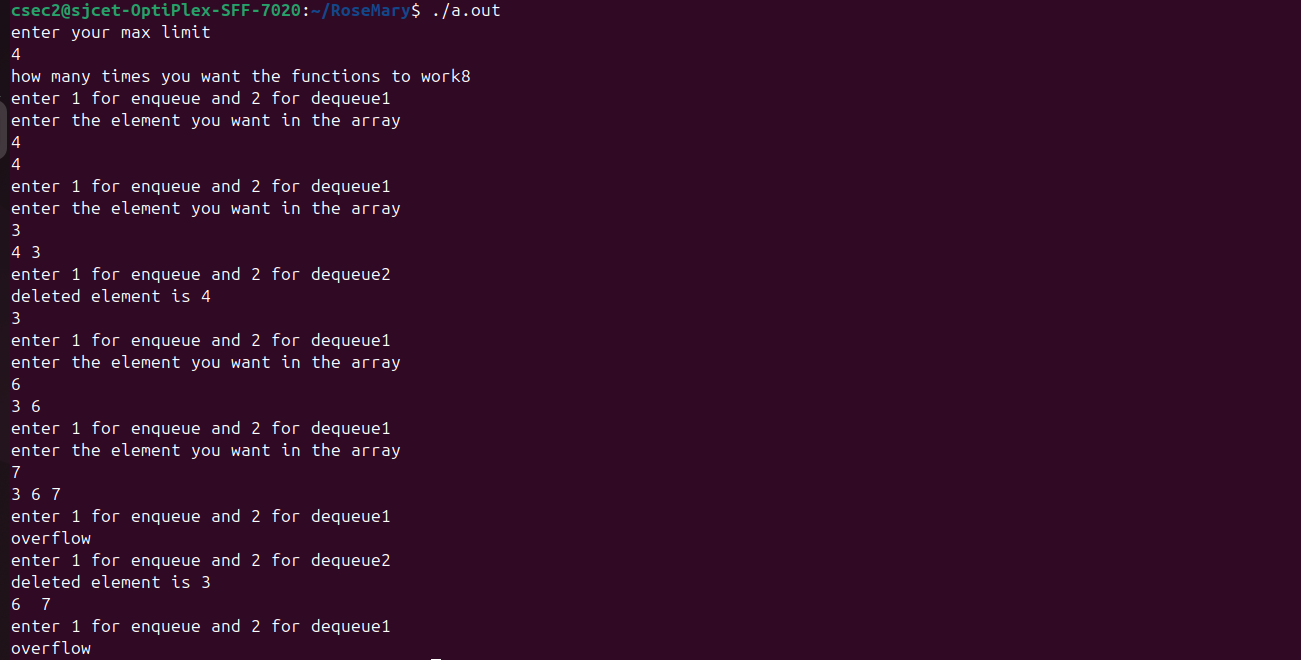 csec2@sjcet-OptiPlex-SFF-7020:~/RoseMary$ ./a.out
enter your max limit
4
how many times you want the functions to work8
enter 1 for enqueue and 2 for dequeue1
enter the element you want in the array
4
4
enter 1 for enqueue and 2 for dequeue1
enter the element you want in the array
3
4 3
enter 1 for enqueue and 2 for dequeue2
deleted element is 4
3
enter 1 for enqueue and 2 for dequeue1
enter the element you want in the array
6
3 6
enter 1 for enqueue and 2 for dequeue1
enter the element you want in the array
7
3 6 7
enter 1 for enqueue and 2 for dequeue1
overflow
enter 1 for enqueue and 2 for dequeue2
deleted element is 3
6  7
enter 1 for enqueue and 2 for dequeue1
overflow